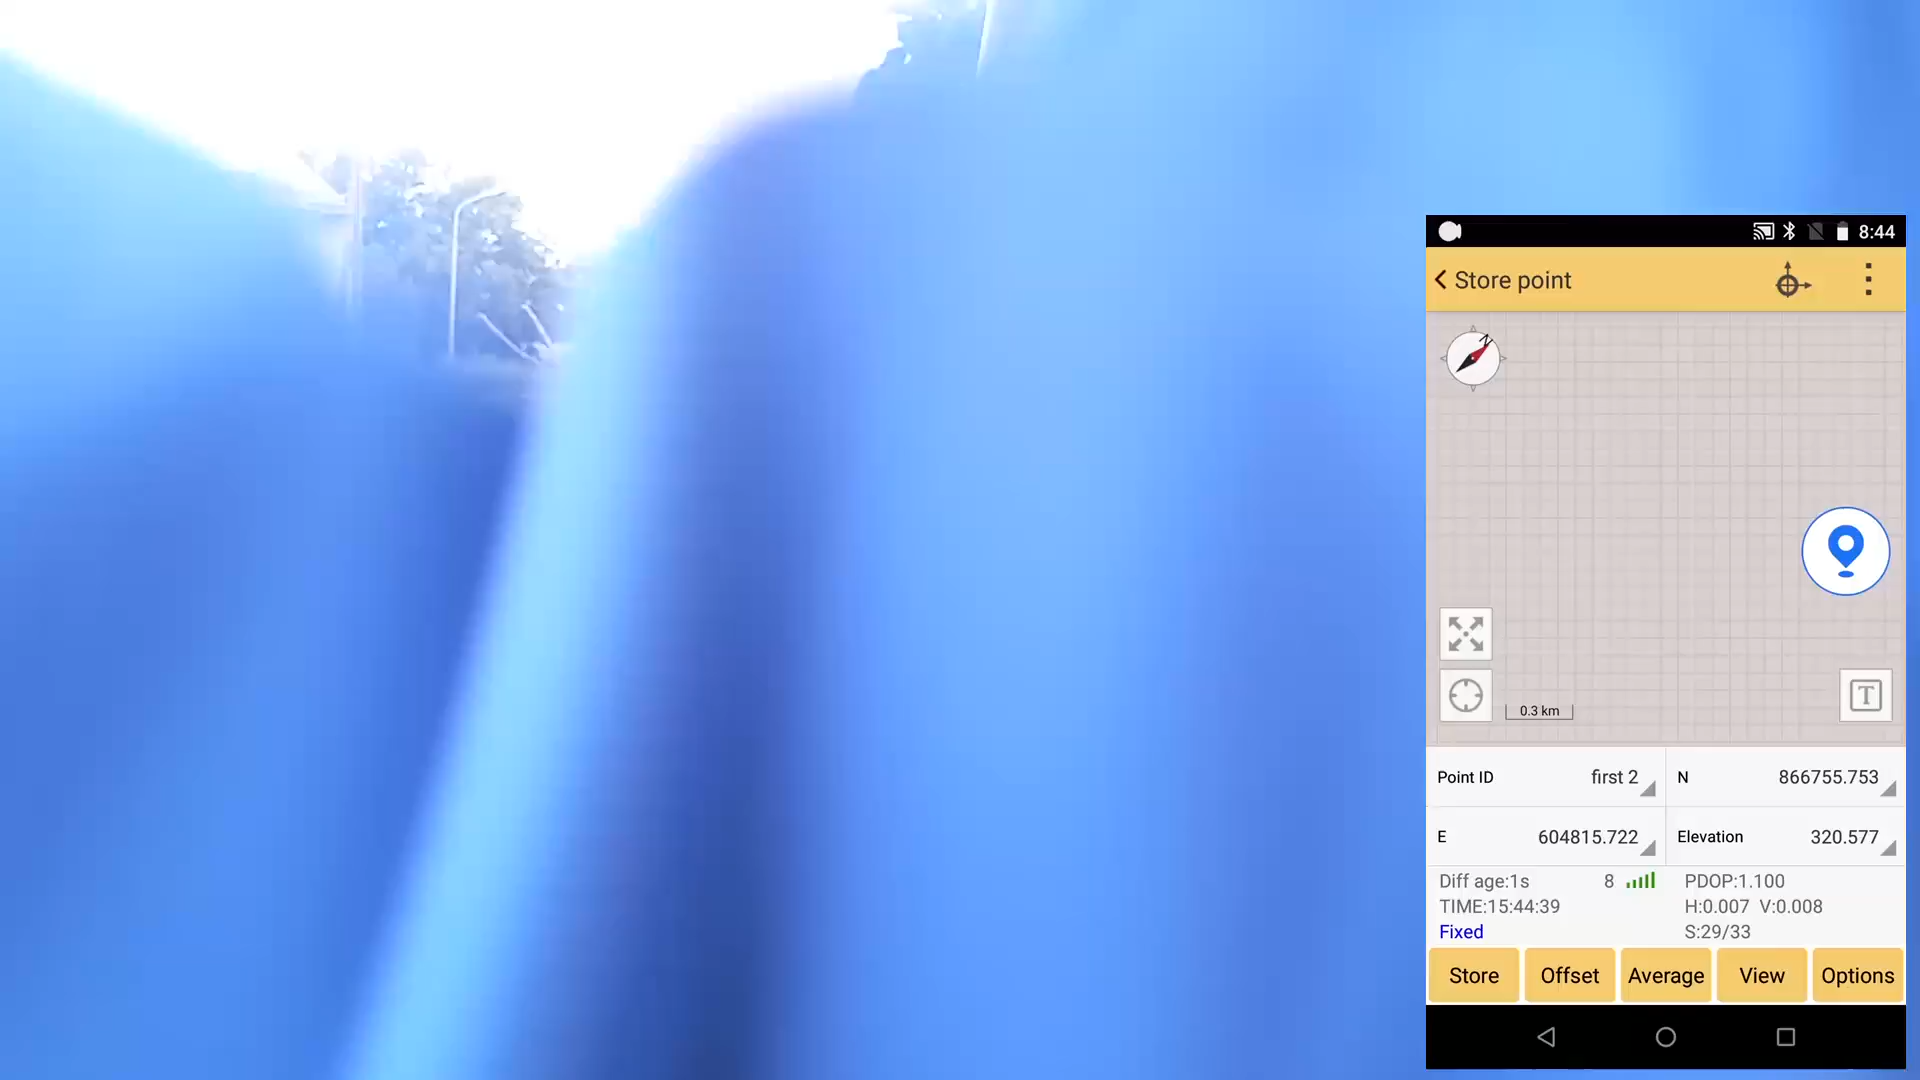 8:44
Store point
N
T
0.3 km
Point ID first 2 N 866755.753
E 604815.722 Elevation 320.577
Diff age:1s 8 PDOP:1.100
TIME:15:44:39 H:0.007 V:0.008
Fixed S:29/33
Store Offset Average View Options